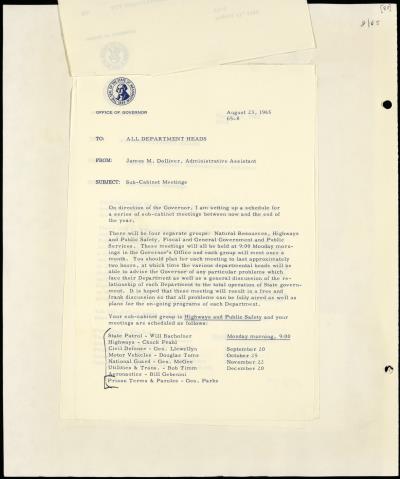 8/65
OFFICE OF GOVERNOR
August 23, 1965
65-8
TO: ALL DEPARTMENT HEADS
FROM: James M. Dolliver, Administrative Assistant
SUBJECT: Sub-Cabinet Meetings
On direction of the Governor, I am setting up a schedule for
a series of sub-cabinet meetings between now and the end of
the year.
There will be four separate groups: Natural Resources, Highways
and Public Safety, Fiscal and General Government and Public
Services. These meetings will all be held at 9:00 Monday morn-
ings in the Governor's Office and each group will meet once a
month. You should plan for each meeting to last approximately
two hours, at which time the various departmental heads will be
able to advise the Governor of any particular problems which
face their Department as well as a general discussion of the re-
lationship of each Department to the total operation of State govern-
ment. It is hoped that these meeting will result in a free and
frank discussion so that all problems can be fully aired as well as
plans for the on-going programs of each Department.
Your sub-cabinet group is Highways and Public Safety and your
meetings are scheduled as follows:
State Patrol - Will Bachofner Monday morning, 9:00
Highways - Chuck Prahl
Civil Defense - Gen. Llewellyn September 20
Motor Vehicles - Douglas Toms October 25
National Guard - Gen. McGee November 22
Utilities & Trans. - Bob Timm December 20
Aeronautics - Bill Gebenini
Prison Terms & Paroles - Geo. Parks